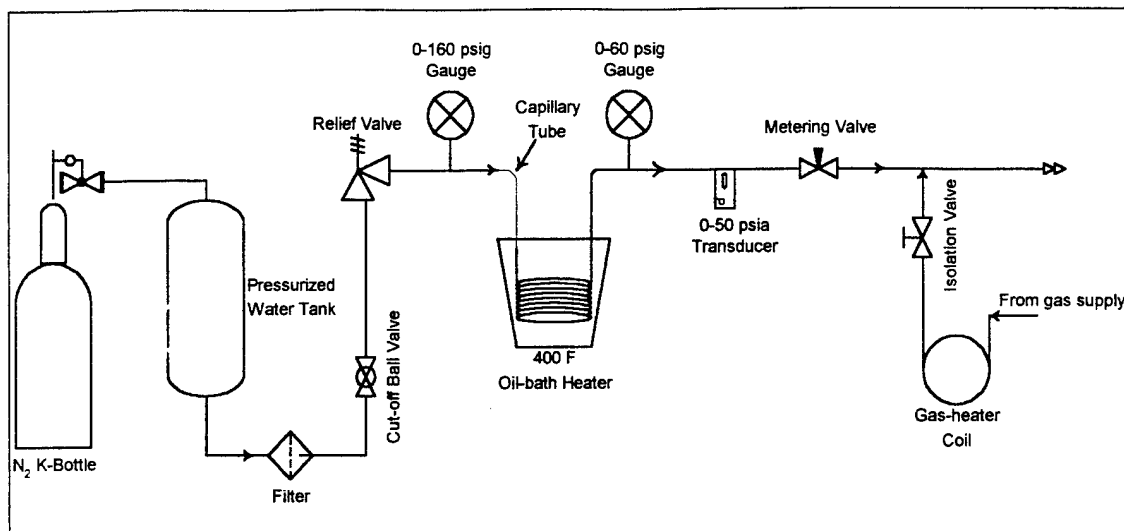 0-160 psig
Gauge
0-60 psig
Gauge
Capillary
Tube
Relief Valve
Metering Valve
0-50 psia
Transducer
Isolation Valve
Pressurized
Water Tank
From gas supply
Cut-off Ball Valve
400 F
Oil-bath Heater
Gas-heater
Coil
N2 K-Bottle
Filter